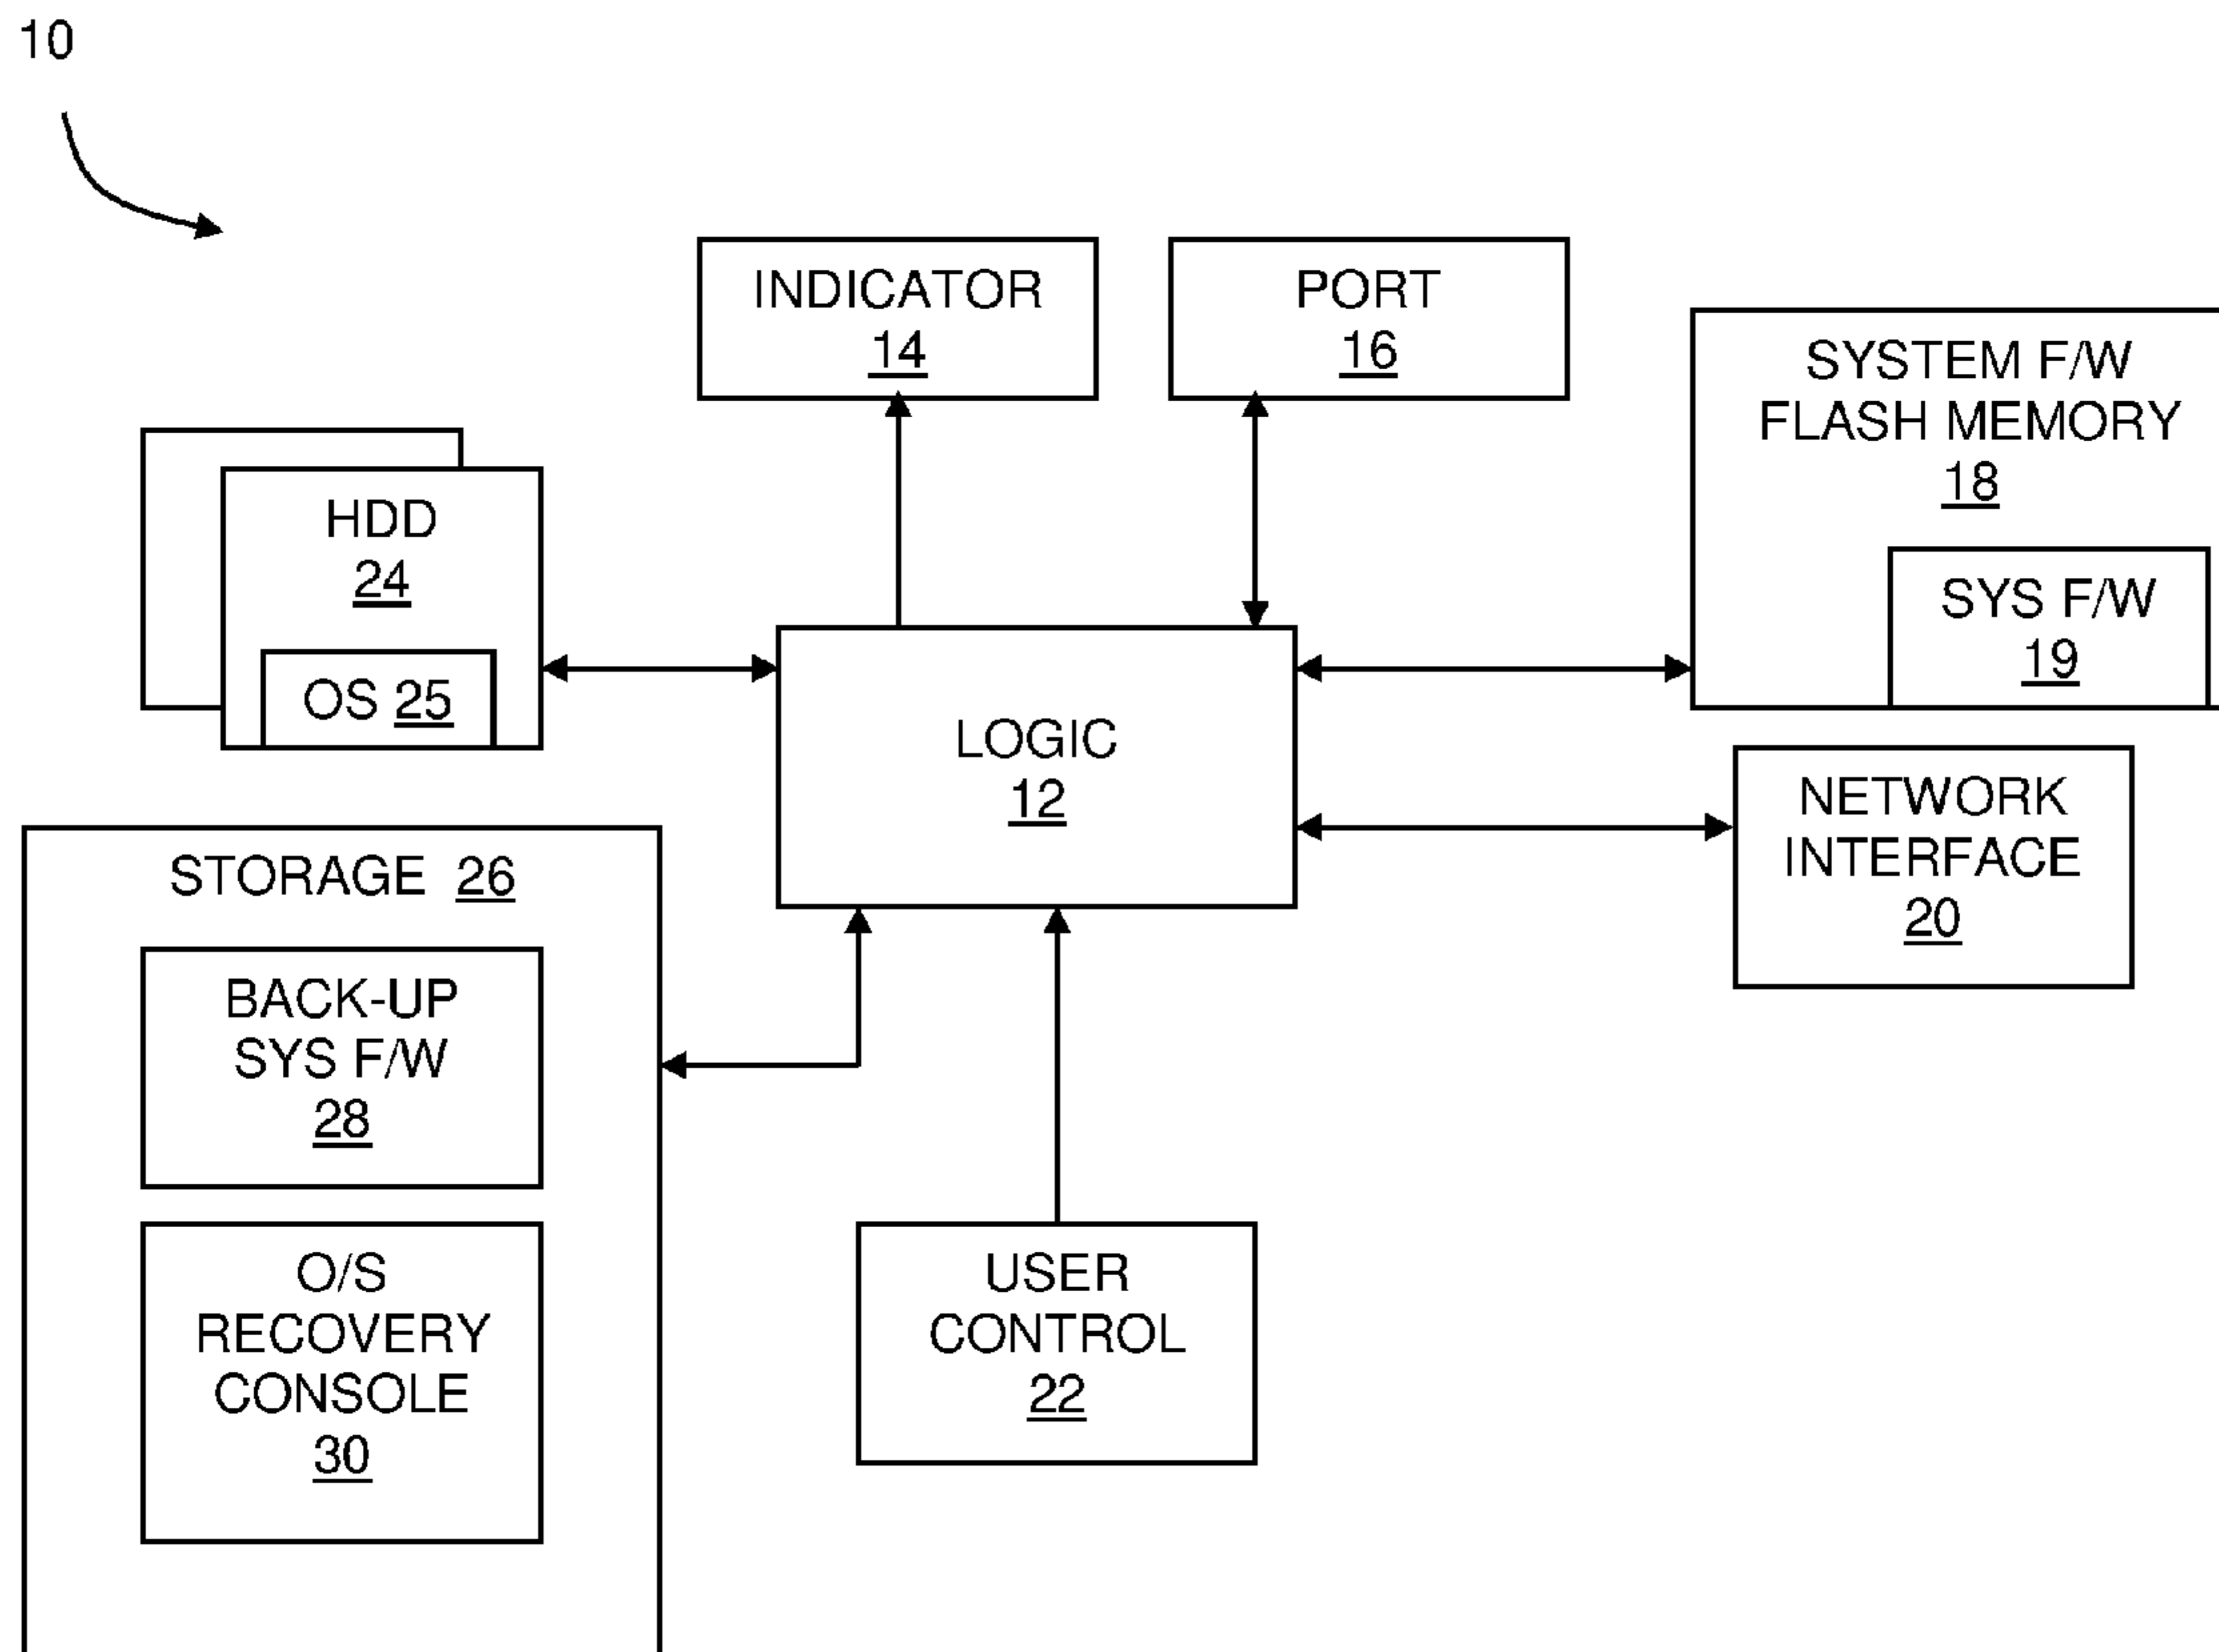 10
INDICATOR
14
PORT
16
SYSTEM F/W
FLASH MEMORY
18
SYS F/W
19
HDD
24
OS 25
LOGIC
12
NETWORK
INTERFACE
20
STORAGE 26
BACK-UP
SYS F/W
28
O/S
RECOVERY
CONSOLE
30
USER
CONTROL
22